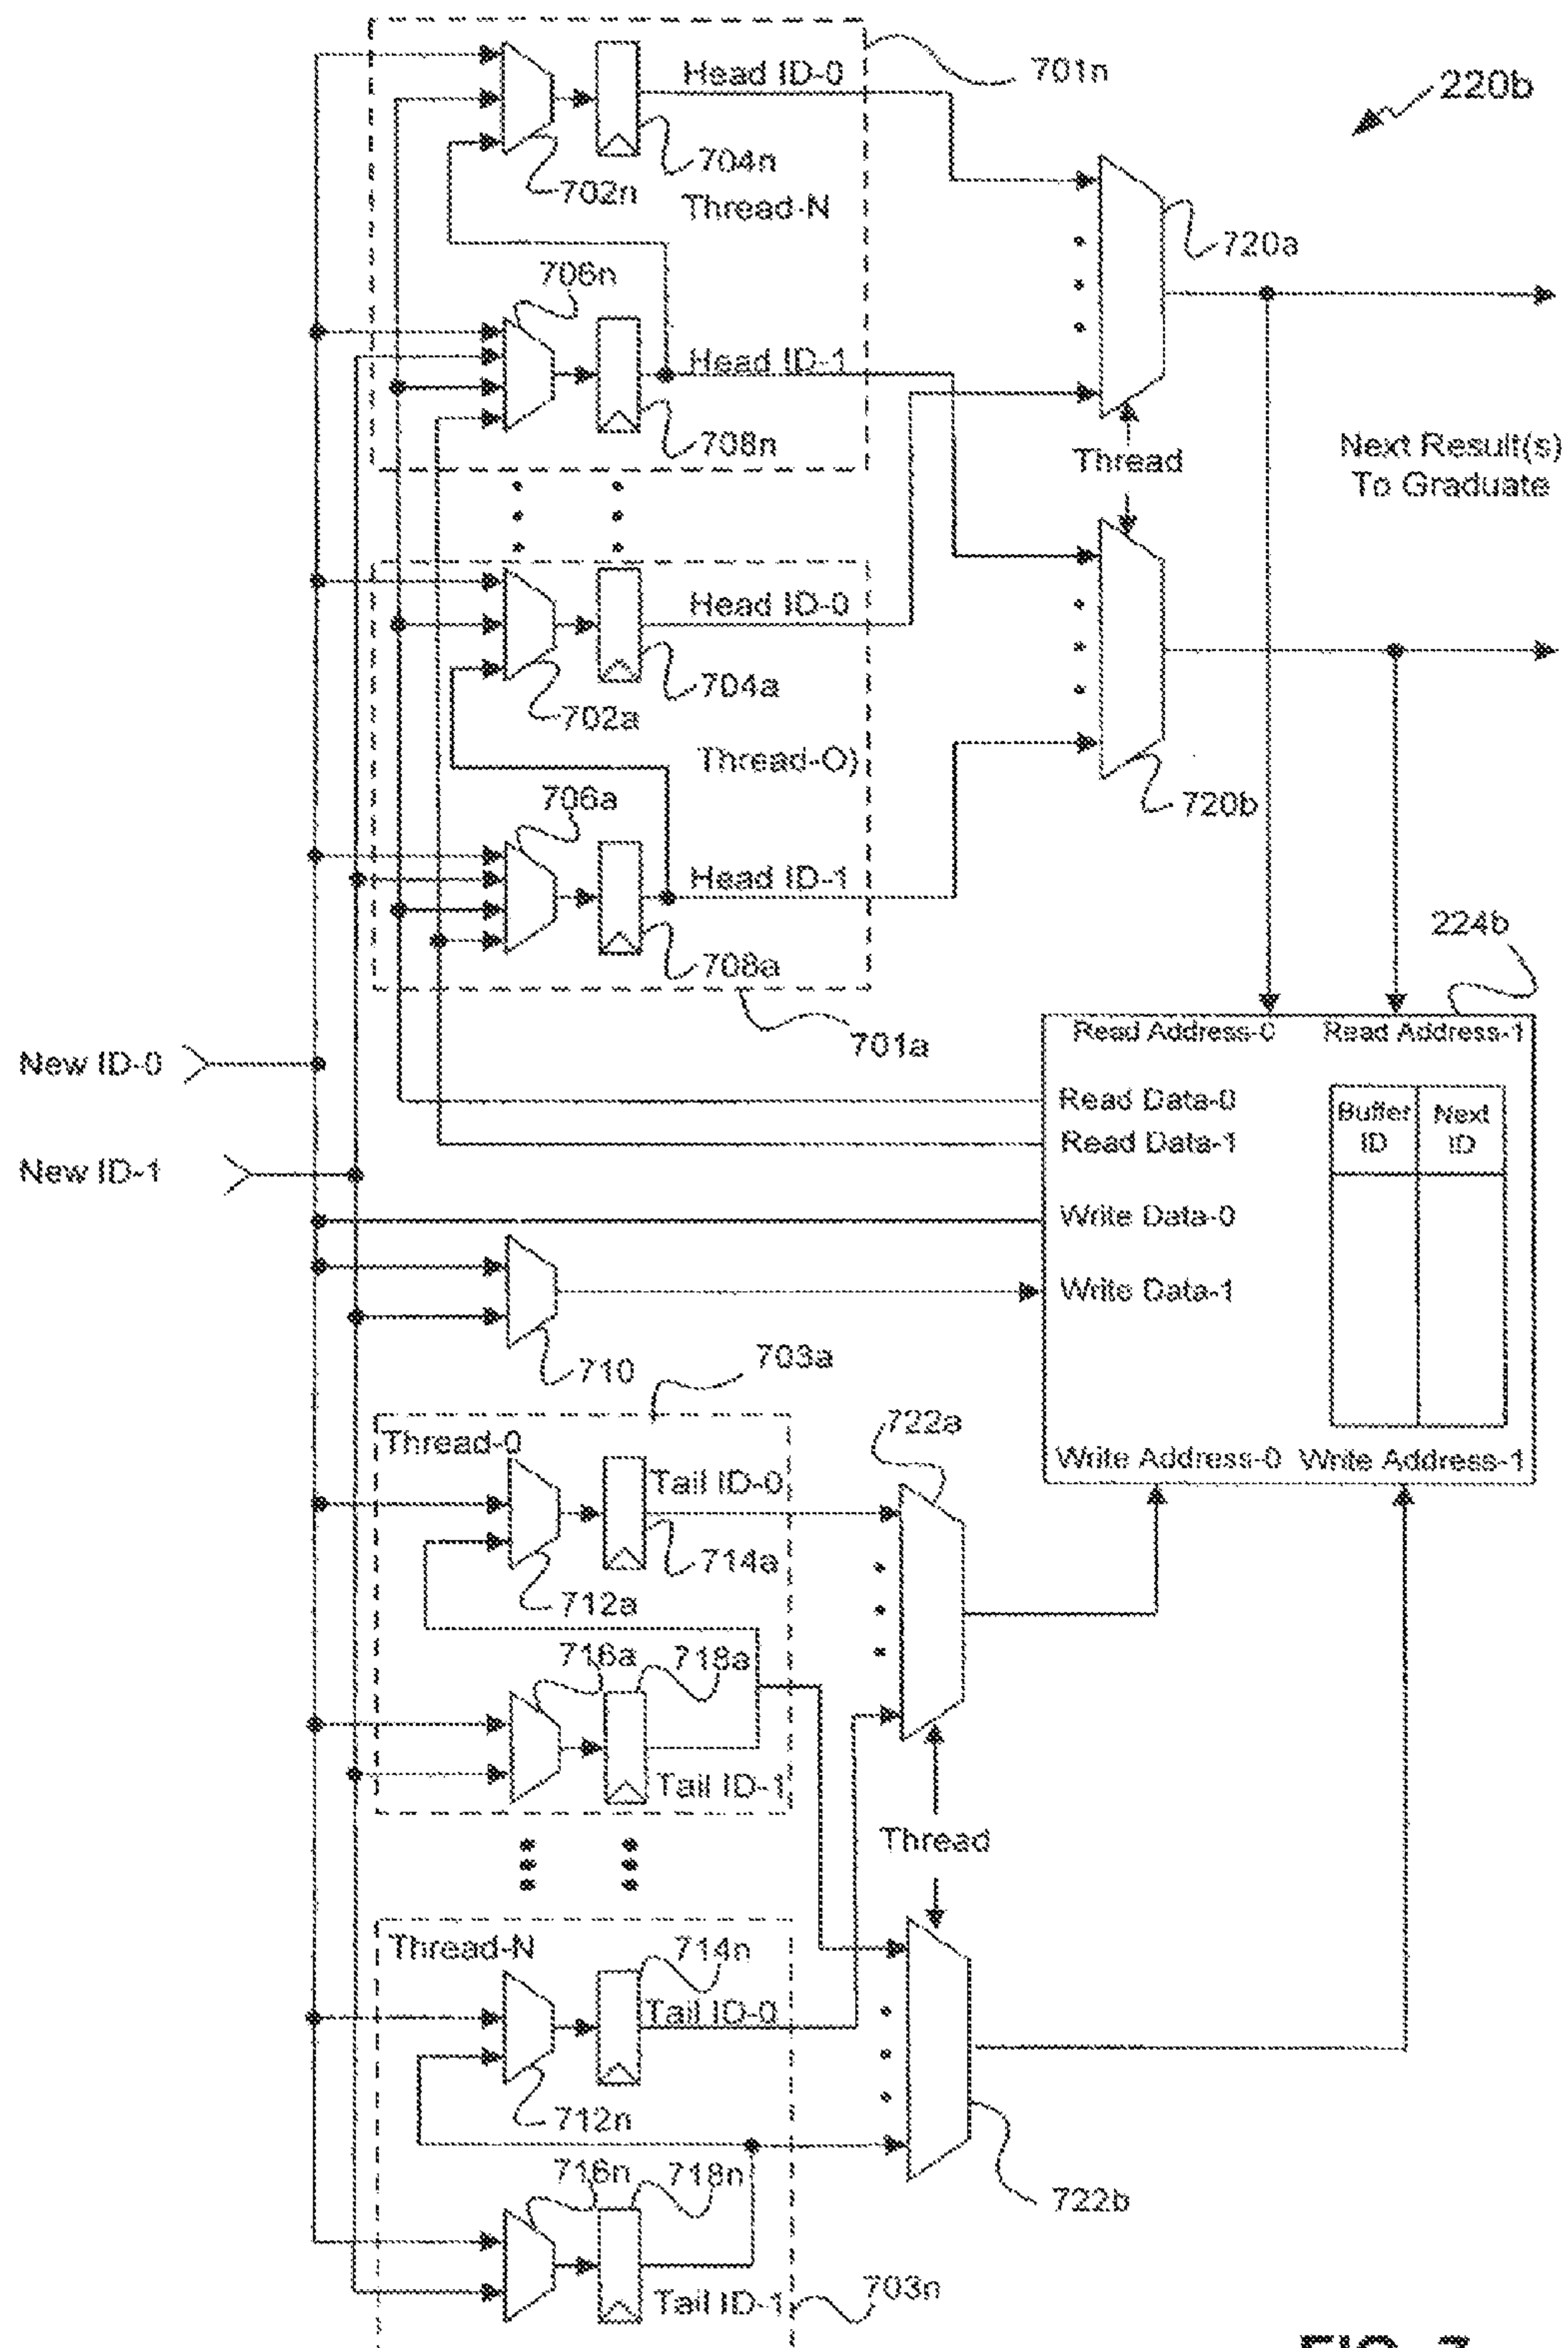 Head ID-0
701n
220b
704n
702n
Thread-N
720a
706n
Head ID-1
708n
Thread
Next Result(s)
To Graduate
Head ID-0
704a
702a
Thread-O)
720b
706a
Head ID-1
224b
708a
701a
Read Address-0
Read Address-1
New ID-0
Read Data-0
Buffer
ID
Next
ID
Read Data-1
New ID-1
Write Data-0
Write Data-1
710
703a
722a
Thread-0
Write Address-0
Write Address-1
Tail ID-0
714a
712a
716a
718a
Tail ID-1
Thread
Thread-N
714n
Tail ID-0
712n
716n
718n
722b
Tail ID-1
703n